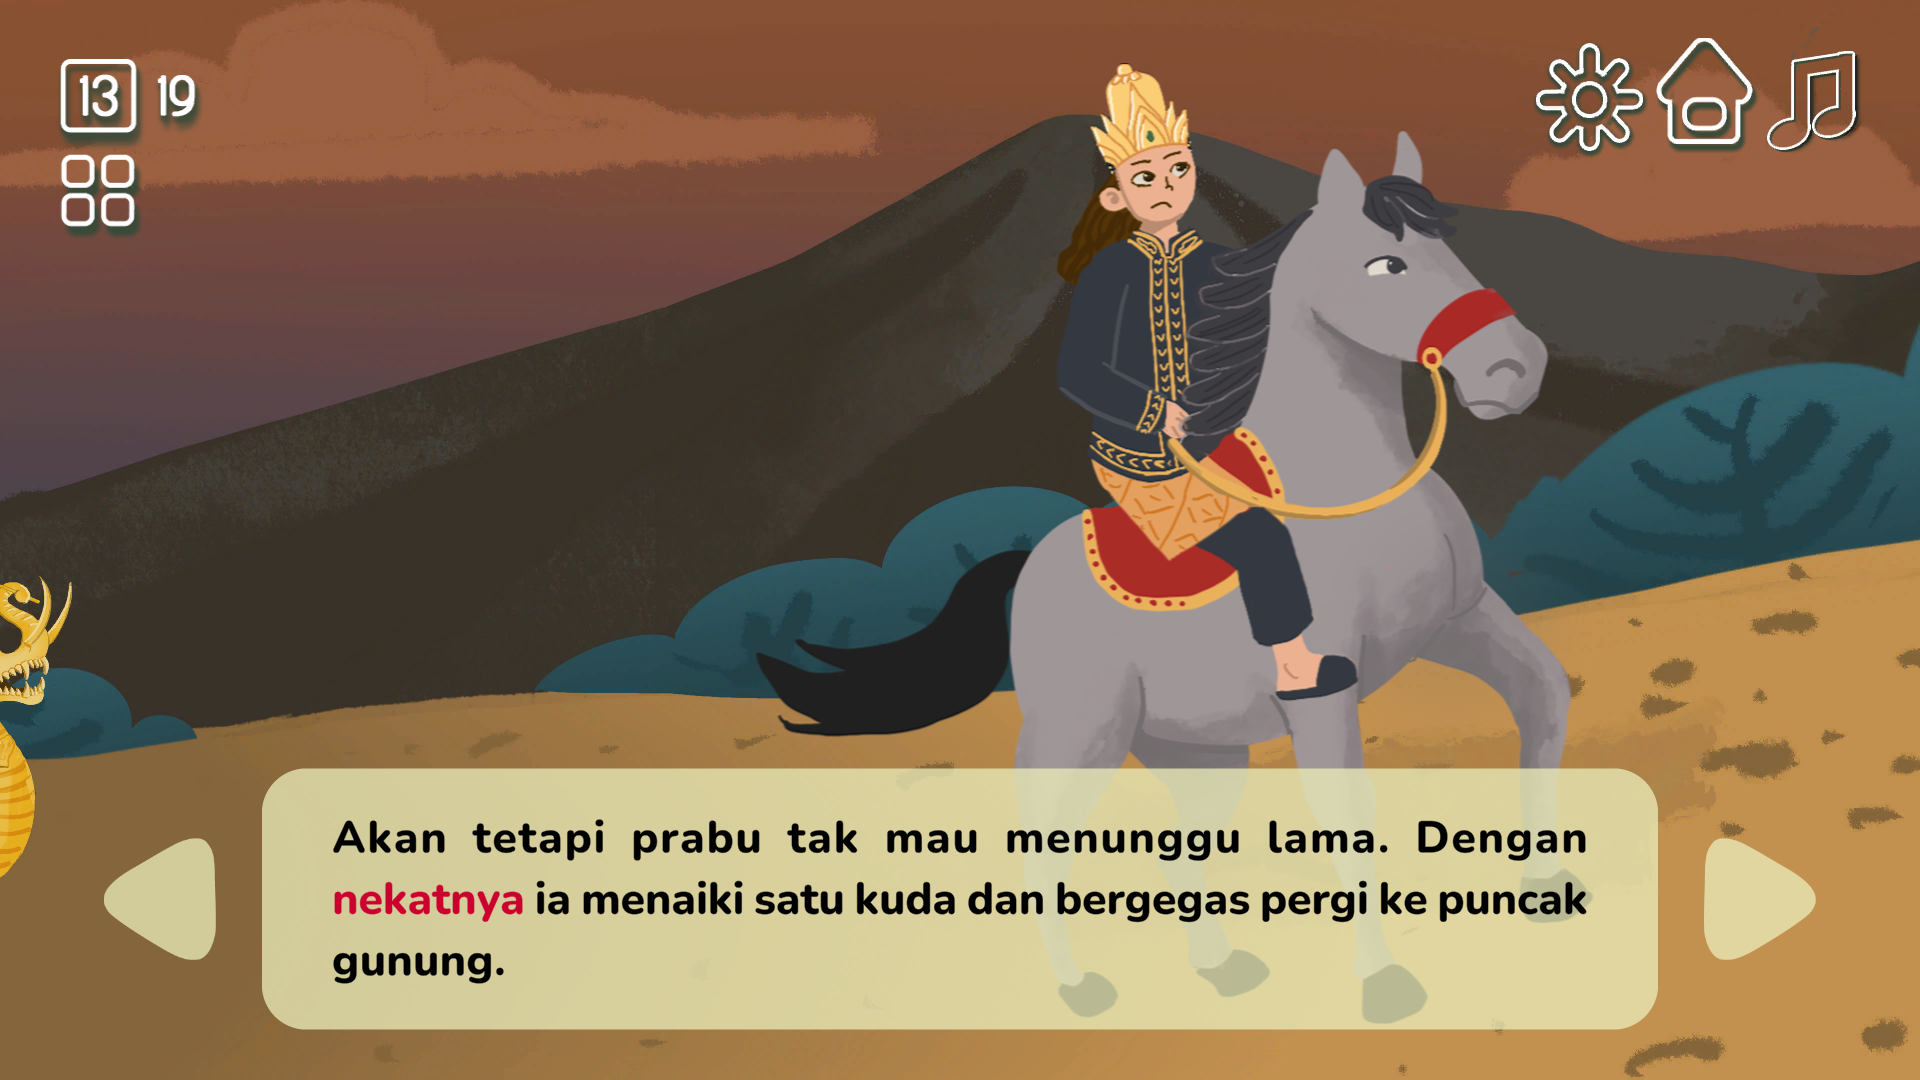 13 19
Akan tetapi prabu tak mau menunggu lama. Dengan
nekatnya ia menaiki satu kuda dan bergegas pergi ke puncak
gunung.